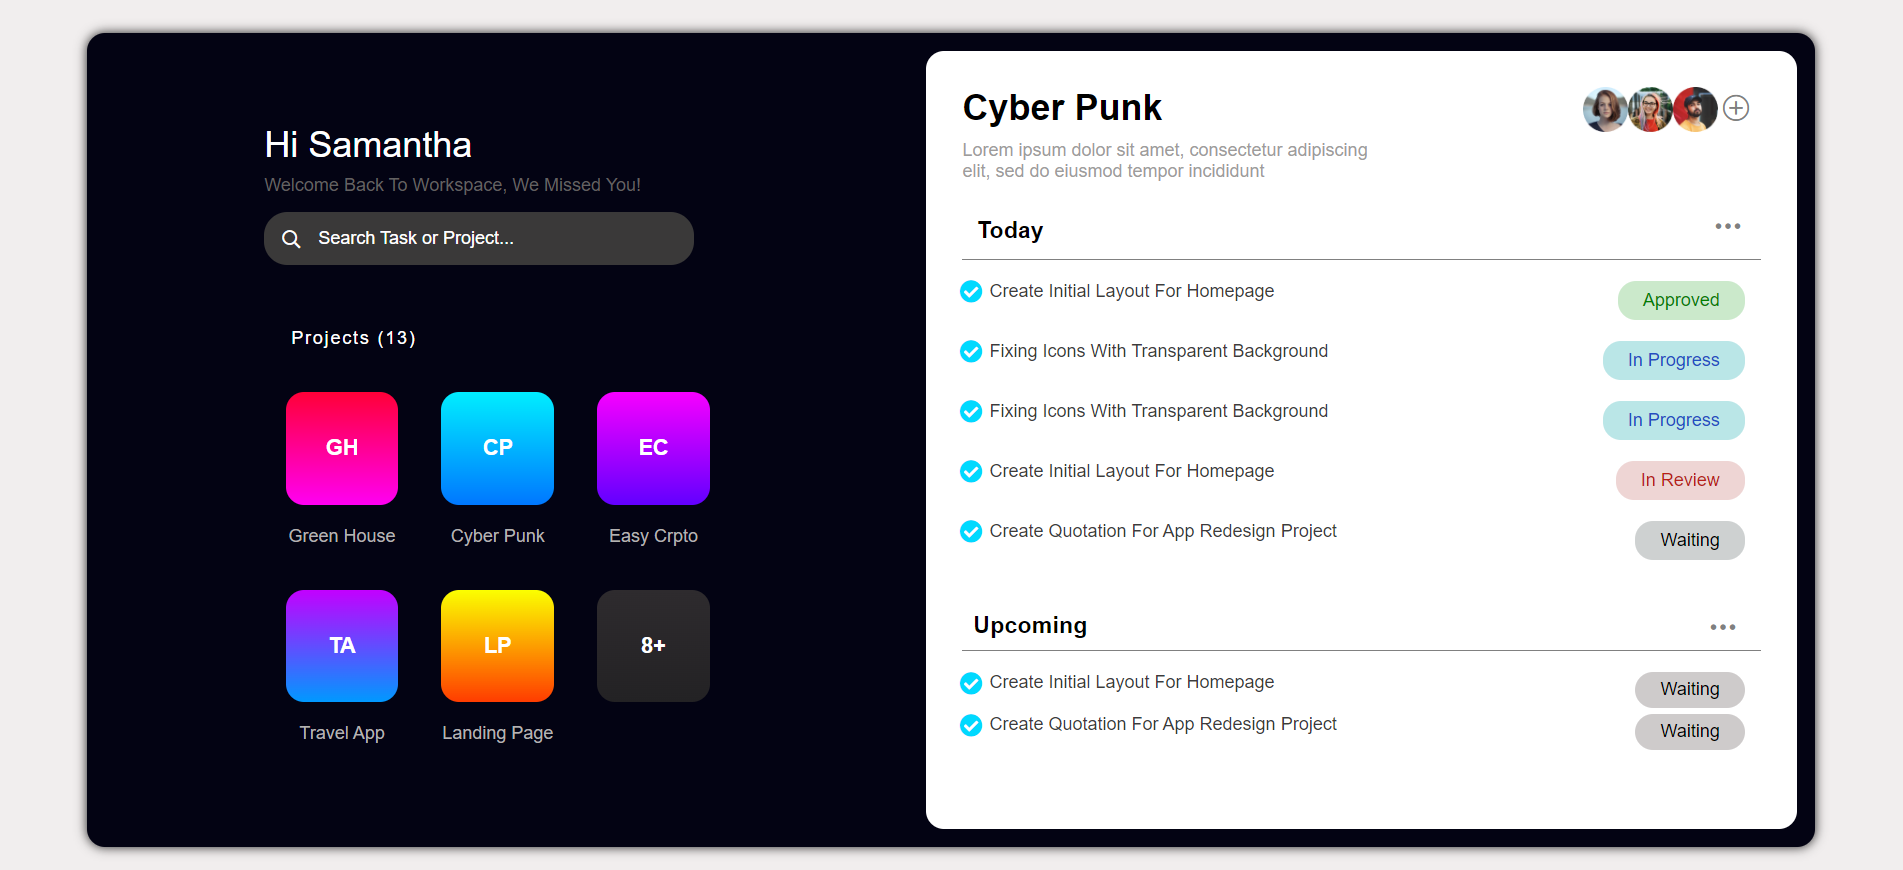 Hi Samantha
Welcome Back To Workspace, We Missed You!
Search Task or Project...
Projects (13)
GH
CP
EC
Green House
Cyber Punk
Easy Crpto
TA
LP
8+
Travel App
Landing Page
Cyber Punk
Lorem ipsum dolor sit amet, consectetur adipiscing
elit, sed do eiusmod tempor incididunt
Today
Create Initial Layout For Homepage
Approved
Fixing Icons With Transparent Background
In Progress
Fixing Icons With Transparent Background
In Progress
Create Initial Layout For Homepage
In Review
Create Quotation For App Redesign Project
Waiting
Upcoming
Create Initial Layout For Homepage
Waiting
Create Quotation For App Redesign Project
Waiting